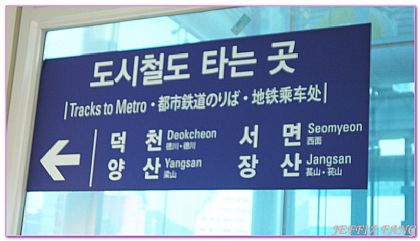 도시철도 타는 곳
Tracks to Metro · 都市鉄道のりば · 地铁乘车处
덕 천 Deokcheon 서 면 Seomyeon
德川 · 德川 西面
양 산 Yangsan 장 산 Jangsan
梁山 萇山 · 苌山
JEFFIA FANG